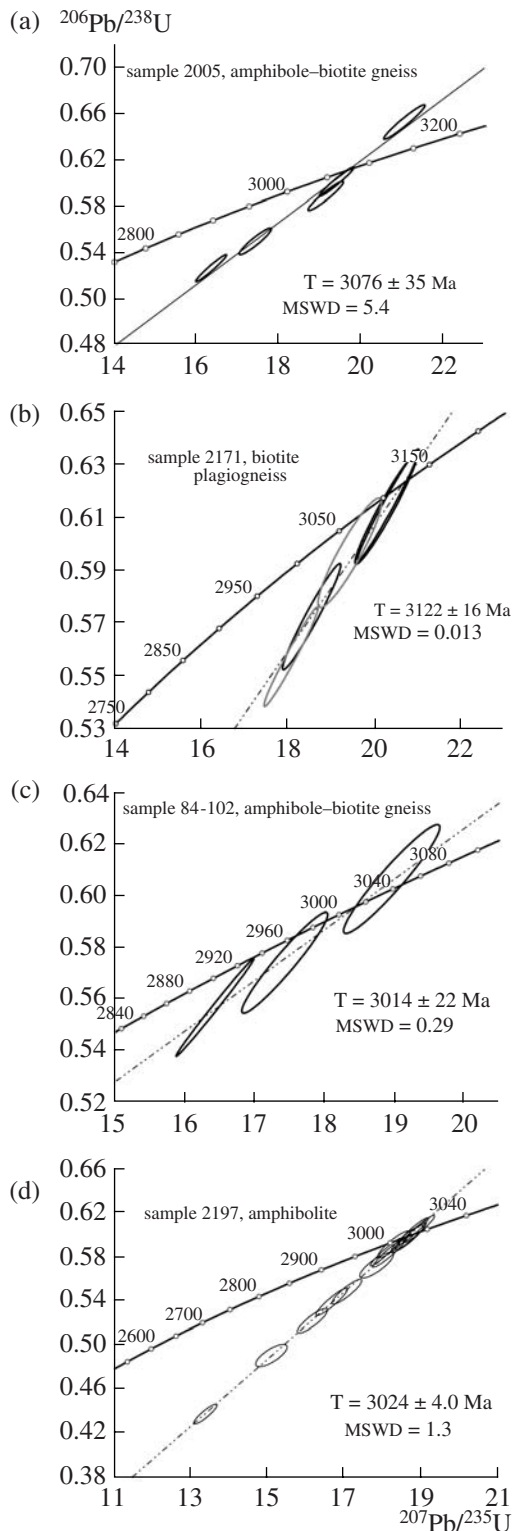 (a) ²⁰⁶Pb/²³⁸U
0.70
sample 2005, amphibole–biotite gneiss
0.66
3200
0.62
3000
0.58
2800
0.54
0.50
T = 3076 ± 35 Ma
MSWD = 5.4
0.48
14 16 18 20 22
(b)
0.65
sample 2171, biotite
plagiogneiss
3150
0.63
3050
0.61
2950
0.59
T = 3122 ± 16 Ma
MSWD = 0.013
0.57
2850
0.55
2750
0.53
14 16 18 20 22
(c)
0.64
sample 84-102, amphibole–biotite gneiss
0.62
3080
3040
0.60
3000
2960
0.58
2920
2880
0.56
2840
T = 3014 ± 22 Ma
MSWD = 0.29
0.54
0.52
15 16 17 18 19 20
(d)
0.66
sample 2197, amphibolite
3040
0.62
3000
0.58
2900
2800
0.54
2700
2600
0.50
0.46
T = 3024 ± 4.0 Ma
MSWD = 1.3
0.42
0.38
11 13 15 17 19 21
²⁰⁷Pb/²³⁵U